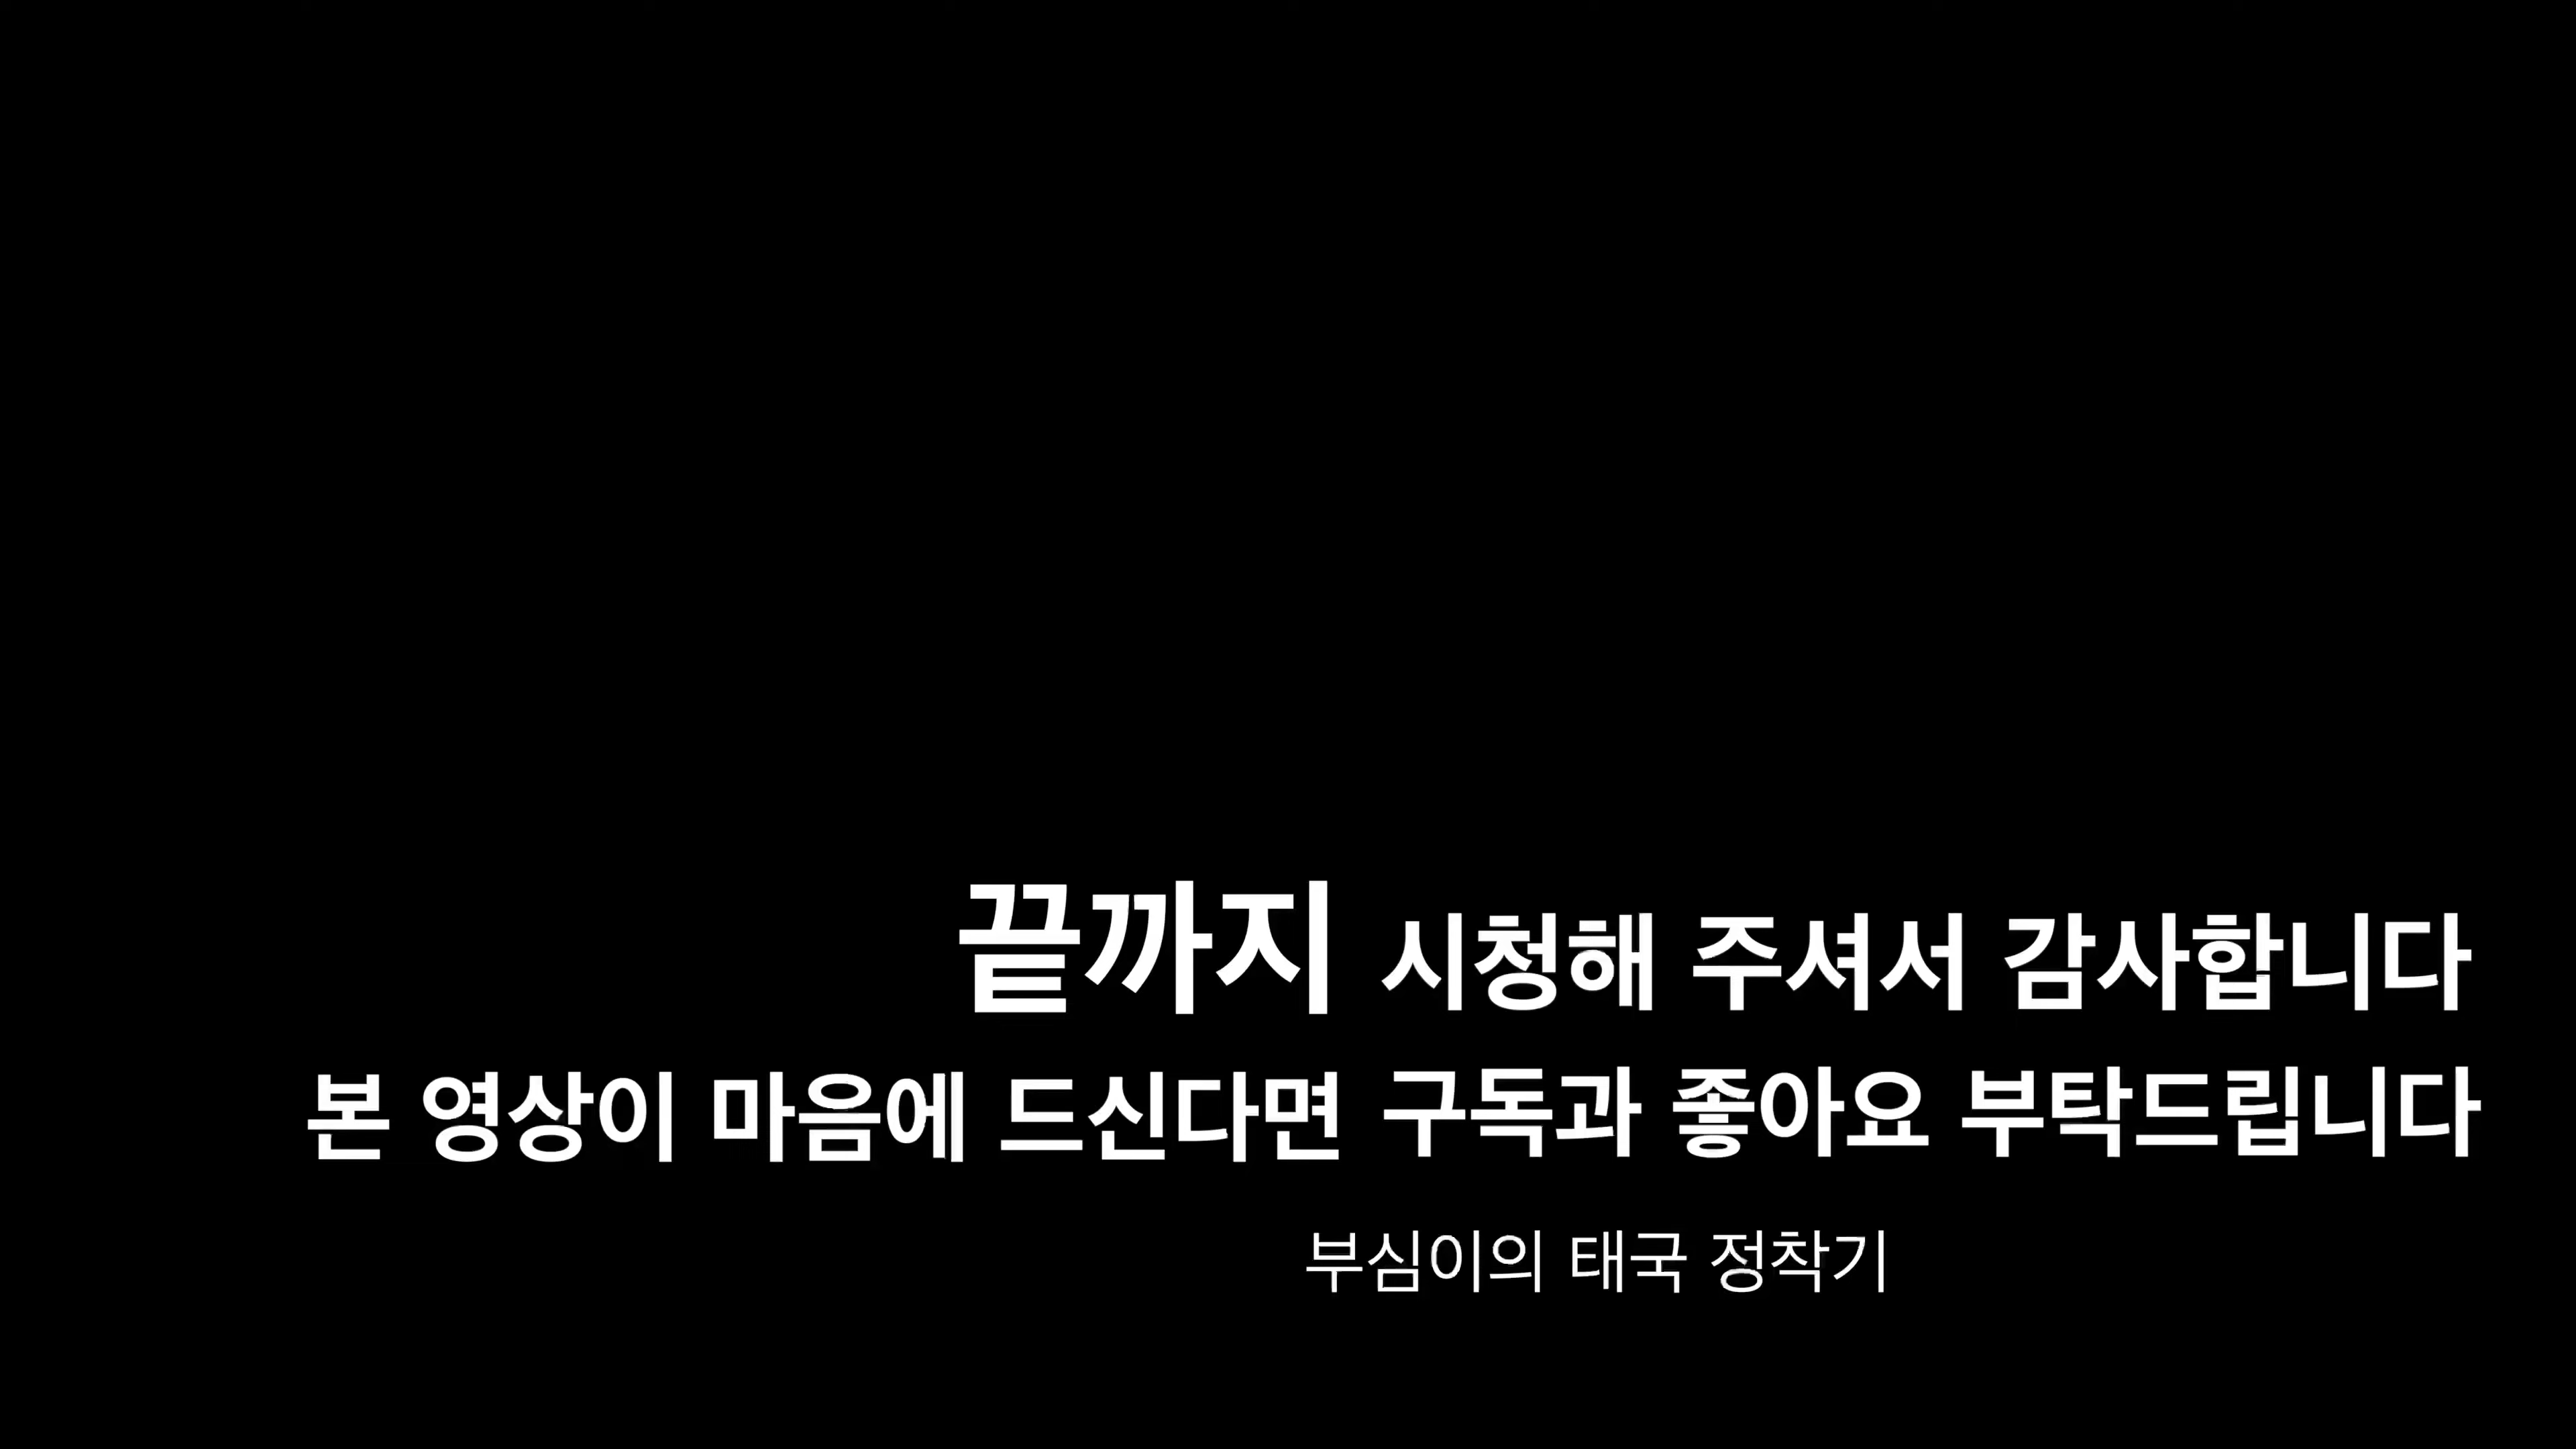 끝까지 시청해 주셔서 감사합니다
본 영상이 마음에 드신다면 구독과 좋아요 부탁드립니다
부심이의 태국 정착기